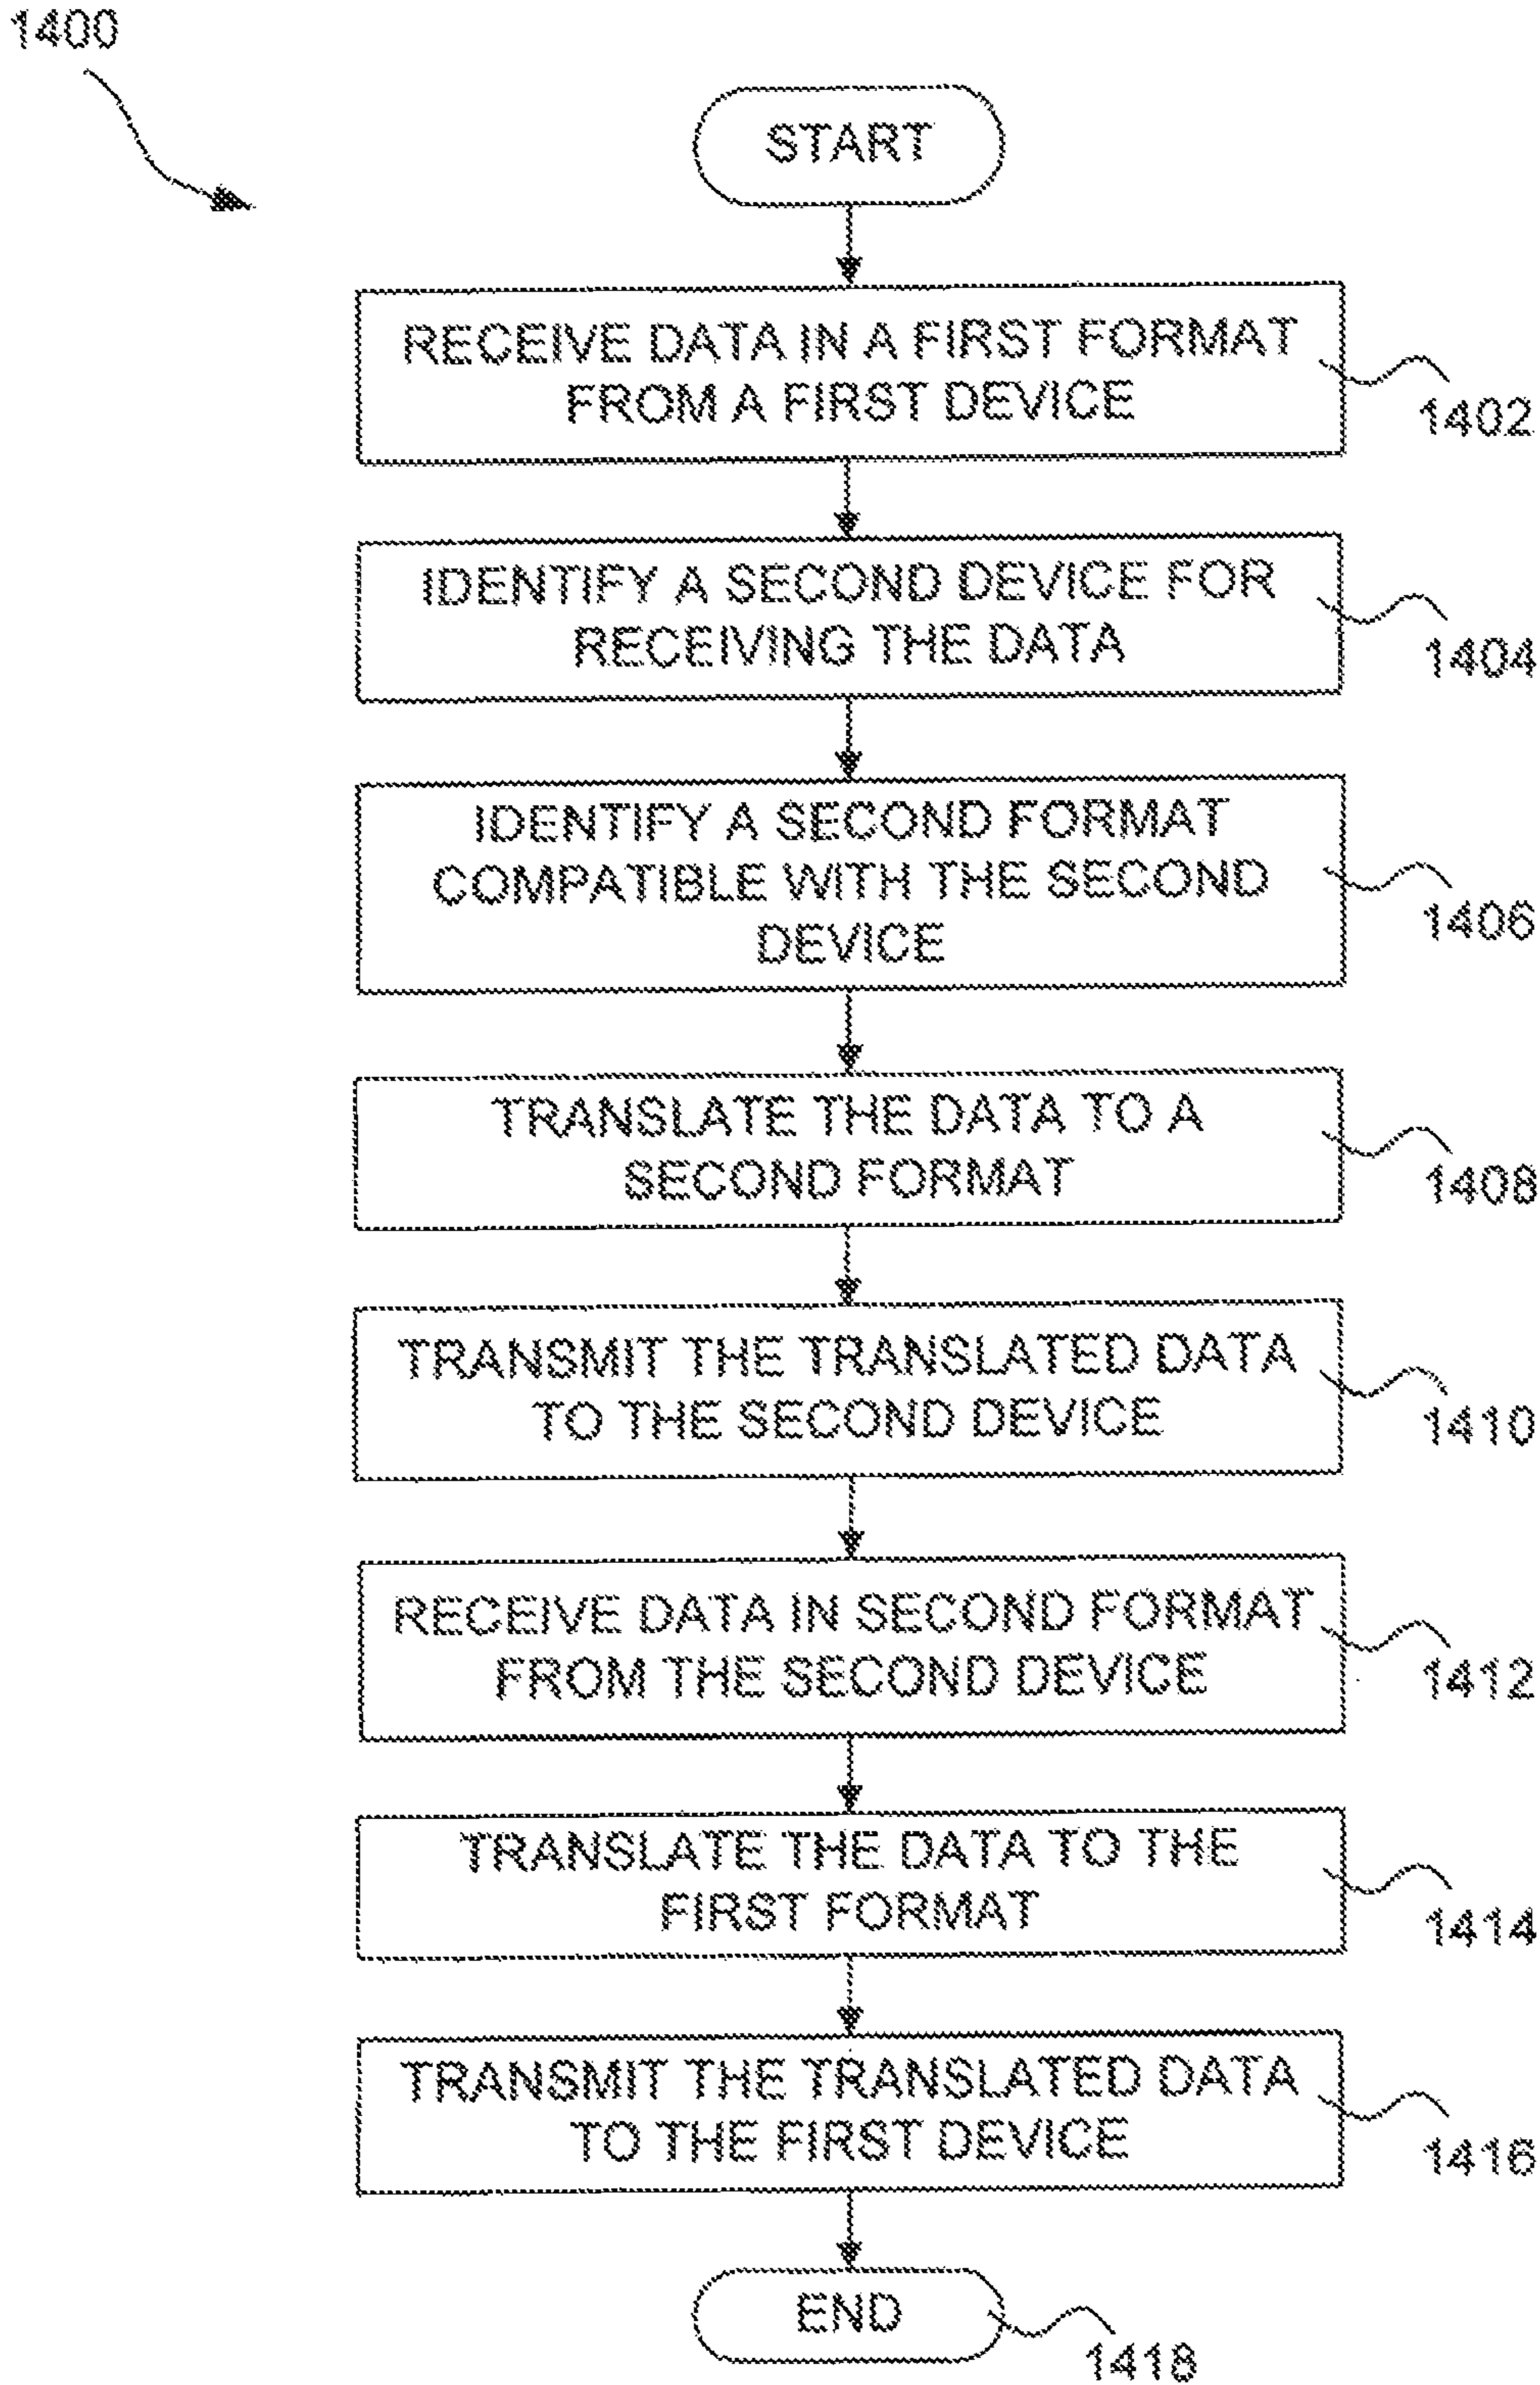 1400
START
RECEIVE DATA IN A FIRST FORMAT
FROM A FIRST DEVICE
1402
IDENTIFY A SECOND DEVICE FOR
RECEIVING THE DATA
1404
IDENTIFY A SECOND FORMAT
COMPATIBLE WITH THE SECOND
DEVICE
1406
TRANSLATE THE DATA TO A
SECOND FORMAT
1408
TRANSMIT THE TRANSLATED DATA
TO THE SECOND DEVICE
1410
RECEIVE DATA IN SECOND FORMAT
FROM THE SECOND DEVICE
1412
TRANSLATE THE DATA TO THE
FIRST FORMAT
1414
TRANSMIT THE TRANSLATED DATA
TO THE FIRST DEVICE
1416
END
1418